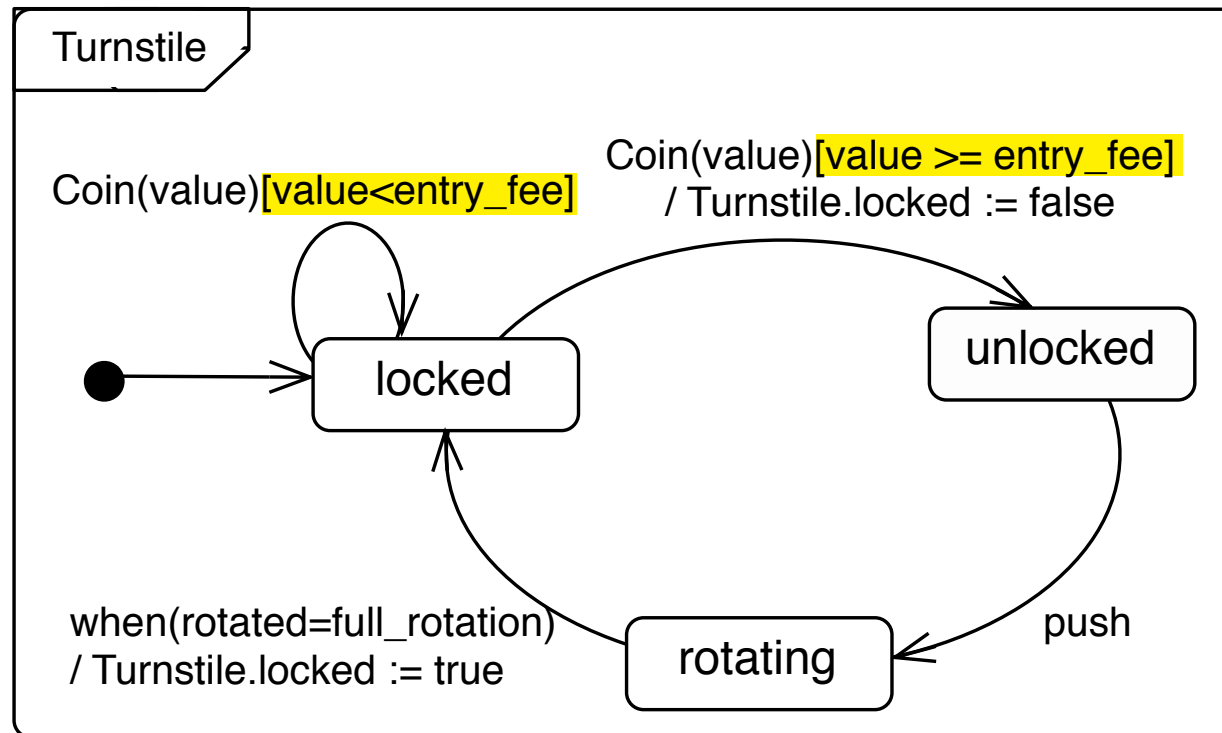 Turnstile
Coin(value)[value<entry_fee]
Coin(value)[value >= entry_fee]
/ Turnstile.locked := false
locked
unlocked
when(rotated=full_rotation)
/ Turnstile.locked := true
rotating
push